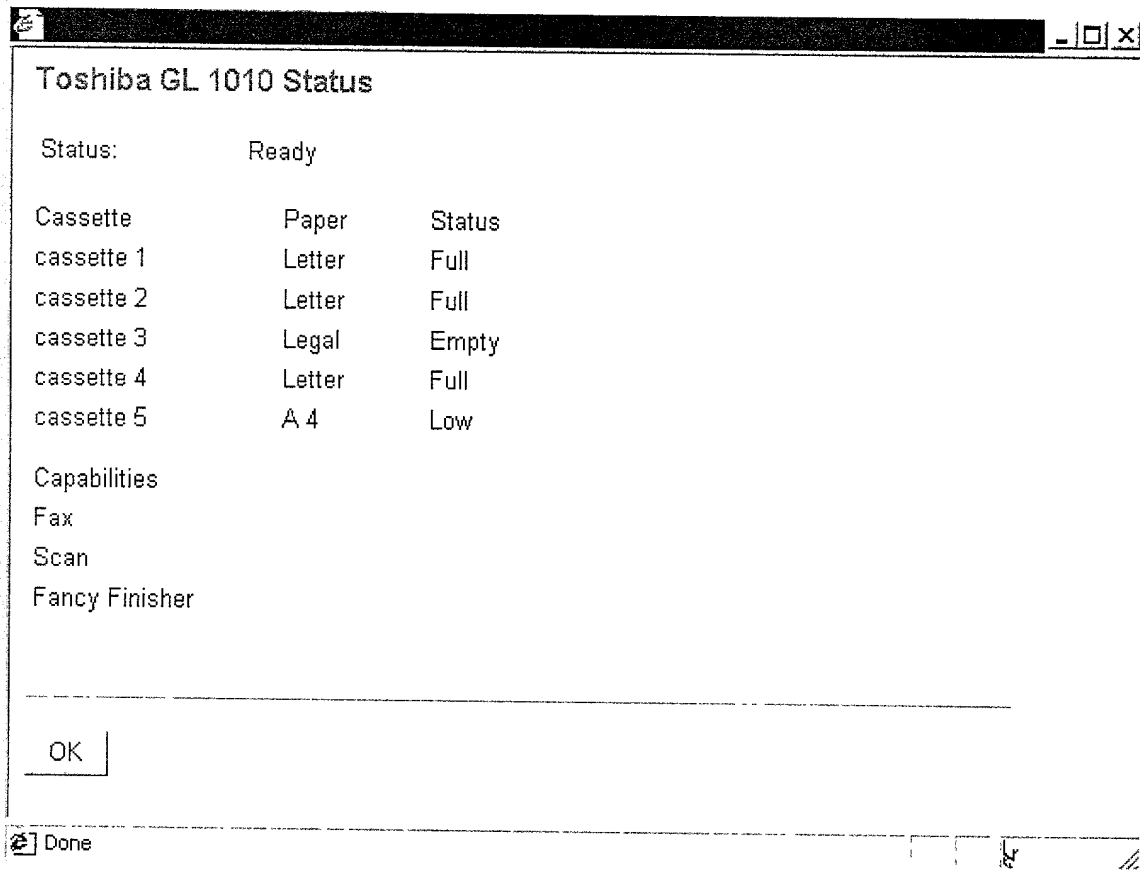 Toshiba GL 1010 Status
Status: Ready
Cassette Paper Status
cassette 1 Letter Full
cassette 2 Letter Full
cassette 3 Legal Empty
cassette 4 Letter Full
cassette 5 A 4 Low
Capabilities
Fax
Scan
Fancy Finisher
OK
Done